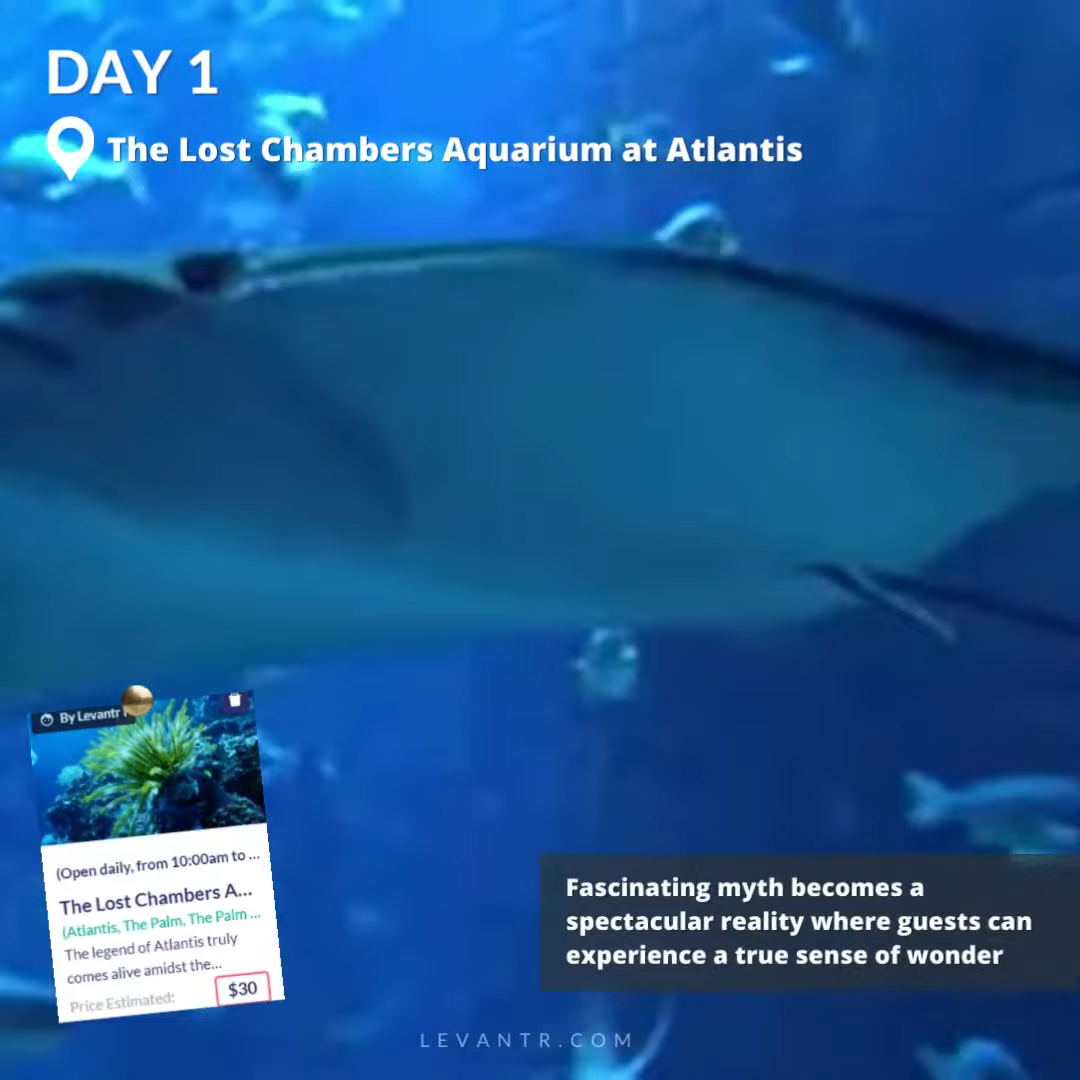 DAY 1
The Lost Chambers Aquarium at Atlantis
By Levantr
(Open daily, from 10:00am to ...
The Lost Chambers A...
(Atlantis, The Palm, The Palm ...
The legend of Atlantis truly
comes alive amidst the...
Price Estimated:
$30
Fascinating myth becomes a
spectacular reality where guests can
experience a true sense of wonder
LEVANTR.COM